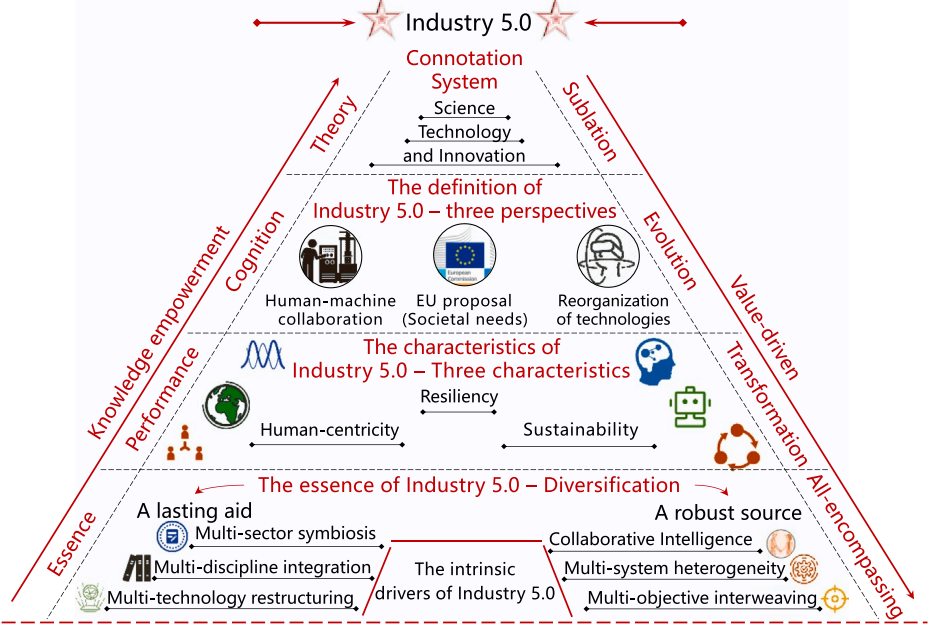 Industry 5.0
Connotation
System
Science
Technology
and Innovation
Theory
Sublation
The definition of
Industry 5.0 – three perspectives
Cognition
Evolution
European
Commission
Human-machine
collaboration
EU proposal
(Societal needs)
Reorganization
of technologies
Knowledge empowerment
Value-driven
The characteristics of
Industry 5.0 – Three characteristics
Performance
Transformation
Resiliency
Human-centricity
Sustainability
The essence of Industry 5.0 – Diversification
Essence
All-encompassing
A lasting aid
Multi-sector symbiosis
Multi-discipline integration
Multi-technology restructuring
A robust source
Collaborative Intelligence
Multi-system heterogeneity
Multi-objective interweaving
The intrinsic
drivers of Industry 5.0